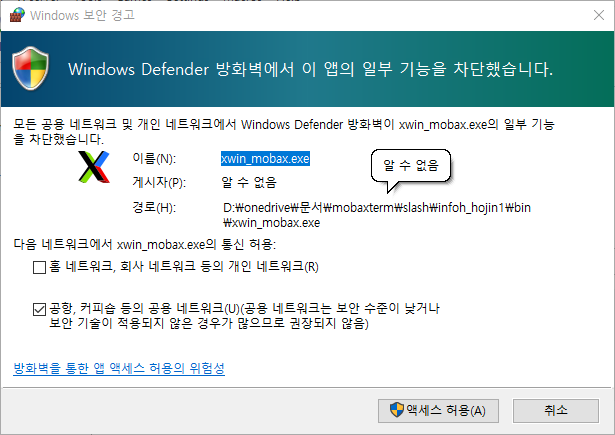 Windows 보안 경고
Windows Defender 방화벽에서 이 앱의 일부 기능을 차단했습니다.
모든 공용 네트워크 및 개인 네트워크에서 Windows Defender 방화벽이 xwin_mobax.exe의 일부 기능
을 차단했습니다.
이름(N): xwin_mobax.exe
알 수 없음
게시자(P): 알 수 없음
경로(H): D:\onedrive\문서\mobaxterm\slash\infoh_hojin1\bin
\xwin_mobax.exe
다음 네트워크에서 xwin_mobax.exe의 통신 허용:
홈 네트워크, 회사 네트워크 등의 개인 네트워크(R)
공항, 커피숍 등의 공용 네트워크(U)(공용 네트워크는 보안 수준이 낮거나
보안 기술이 적용되지 않은 경우가 많으므로 권장되지 않음)
방화벽을 통한 앱 액세스 허용의 위험성
액세스 허용(A) 취소